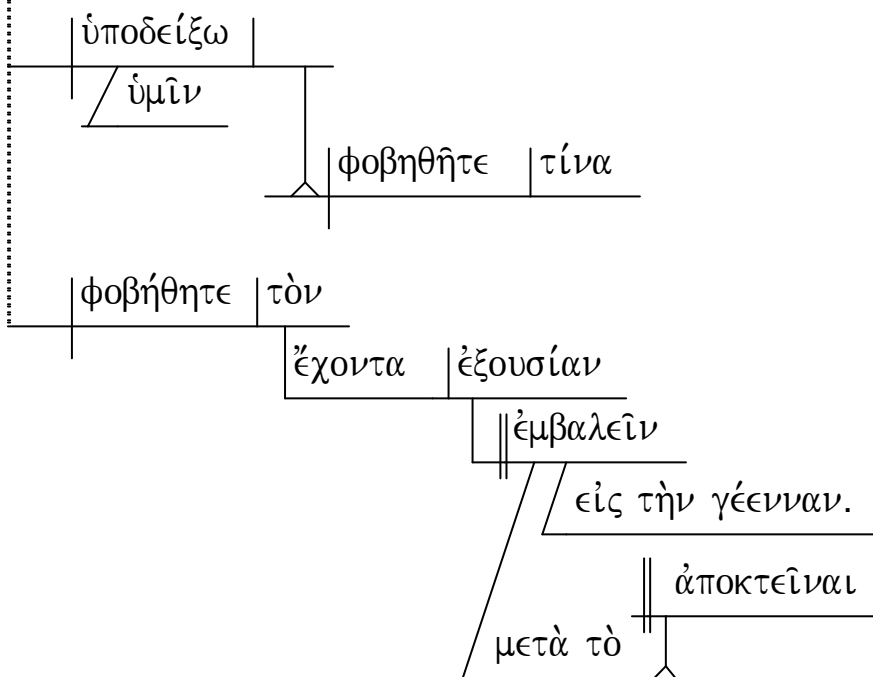 ὑποδείξω
ὑμῖν
φοβηθῆτε τίνα
φοβήθητε τὸν
ἔχοντα ἐξουσίαν
ἐμβαλεῖν
εἰς τὴν γέενναν.
ἀποκτεῖναι
μετὰ τὸ